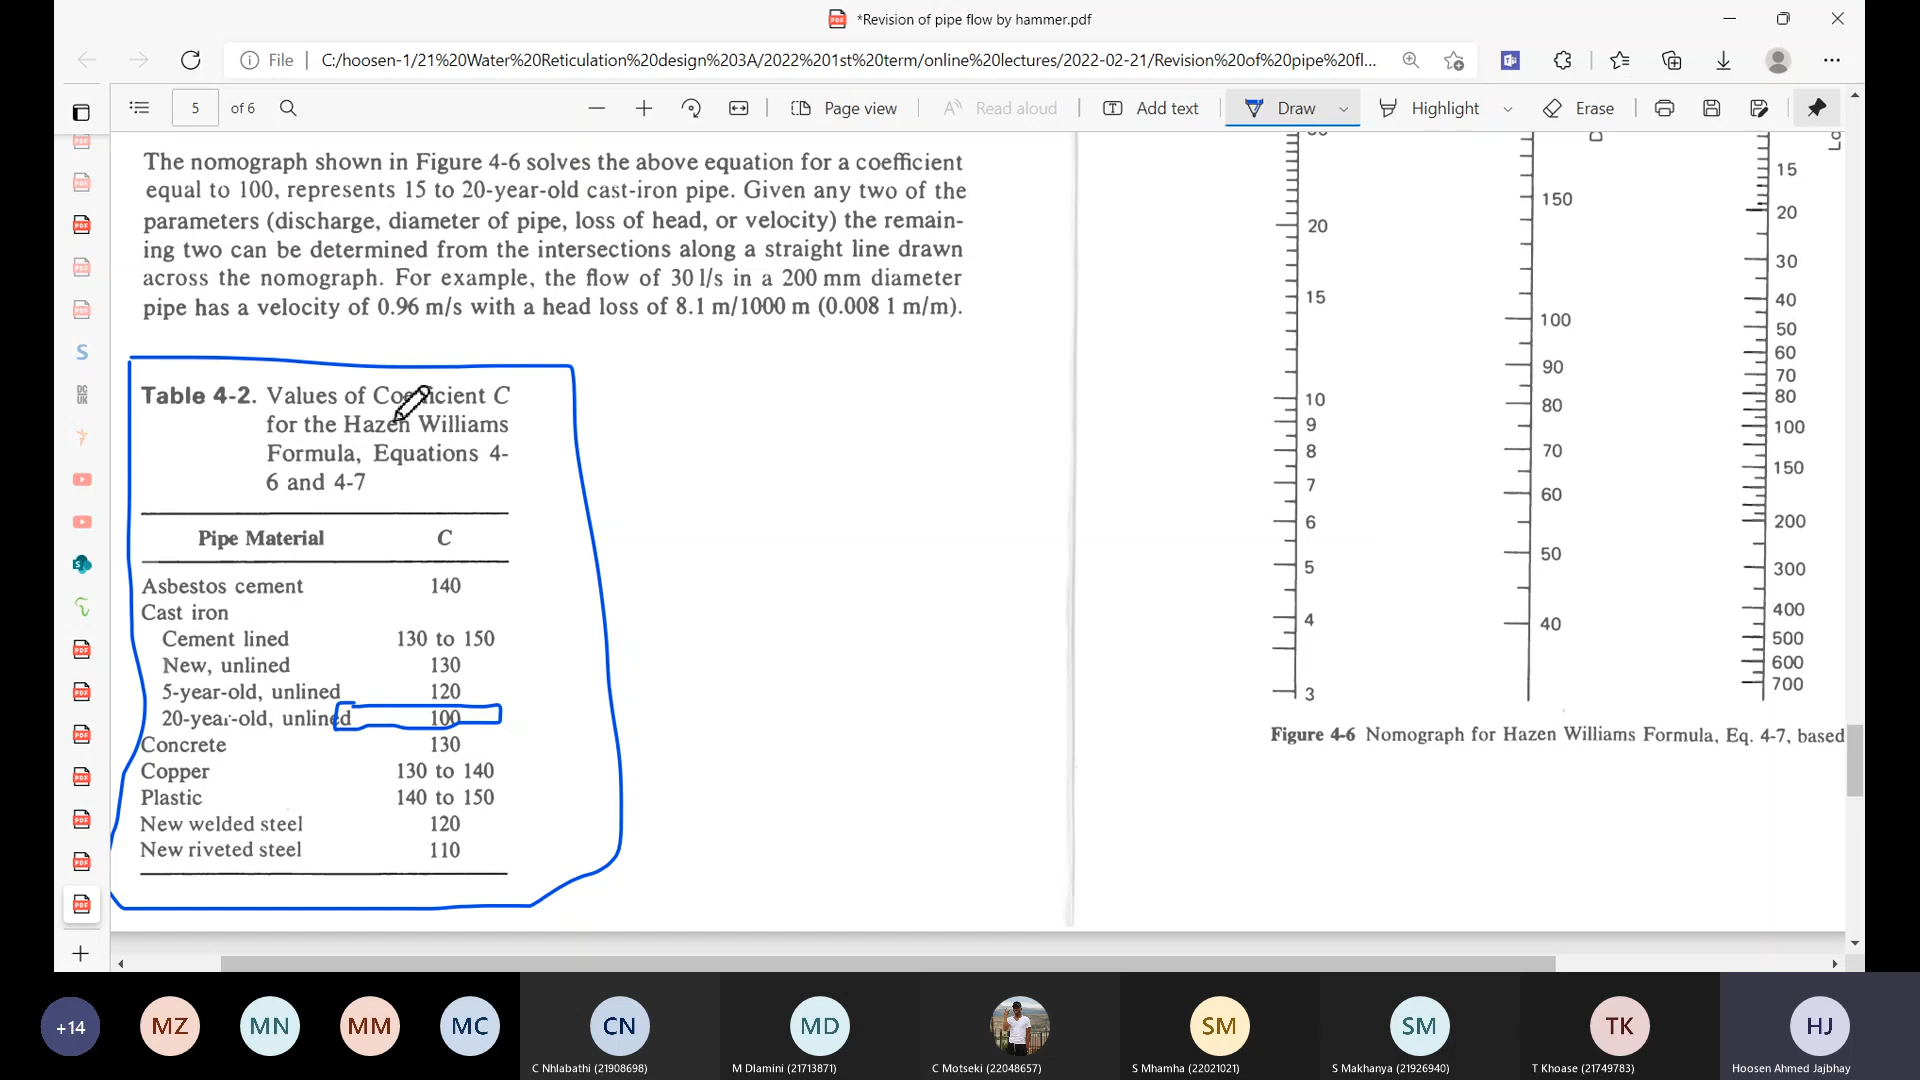 *Revision of pipe flow by hammer.pdf
File
C:/hoosen-1/21%20Water%20Reticulation%20design%203A/2022%201st%20term/online%20lectures/2022-02-21/Revision%20of%20pipe%20fl...
5 of 6
Page view
Read aloud
Add text
Draw
Highlight
Erase
The nomograph shown in Figure 4-6 solves the above equation for a coefficient
equal to 100, represents 15 to 20-year-old cast-iron pipe. Given any two of the
parameters (discharge, diameter of pipe, loss of head, or velocity) the remain-
ing two can be determined from the intersections along a straight line drawn
across the nomograph. For example, the flow of 30 l/s in a 200 mm diameter
pipe has a velocity of 0.96 m/s with a head loss of 8.1 m/1000 m (0.008 1 m/m).
Table 4-2. Values of Coefficient C
for the Hazen Williams
Formula, Equations 4-
6 and 4-7
Pipe Material C
Asbestos cement 140
Cast iron
Cement lined 130 to 150
New, unlined 130
5-year-old, unlined 120
20-year-old, unlined 100
Concrete 130
Copper 130 to 140
Plastic 140 to 150
New welded steel 120
New riveted steel 110
20
15
10
9
8
7
6
5
4
3
150
100
90
80
70
60
50
40
15
20
30
40
50
60
70
80
100
150
200
300
400
500
600
700
Figure 4-6 Nomograph for Hazen Williams Formula, Eq. 4-7, based
+14
MZ
MN
MM
MC
CN
C Nhlabathi (21908698)
MD
M Dlamini (21713871)
C Motseki (22048657)
SM
S Mhamha (22021021)
SM
S Makhanya (21926940)
TK
T Khoase (21749783)
HJ
Hoosen Ahmed Jajbhay